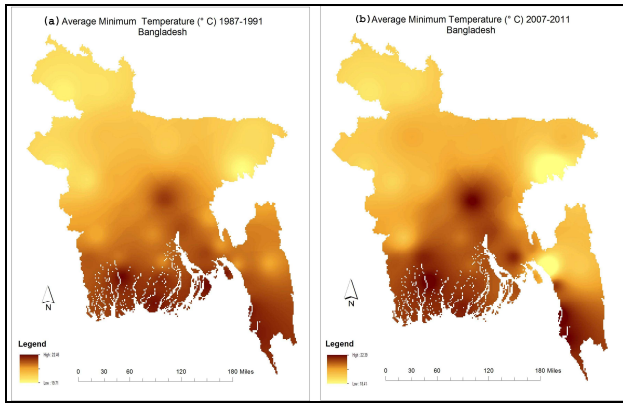 (a) Average Minimum Temperature (° C) 1987-1991
Bangladesh
N
Legend
0 30 60 120 180 Miles
(b) Average Minimum Temperature (° C) 2007-2011
Bangladesh
N
Legend
0 30 60 120 180 Miles